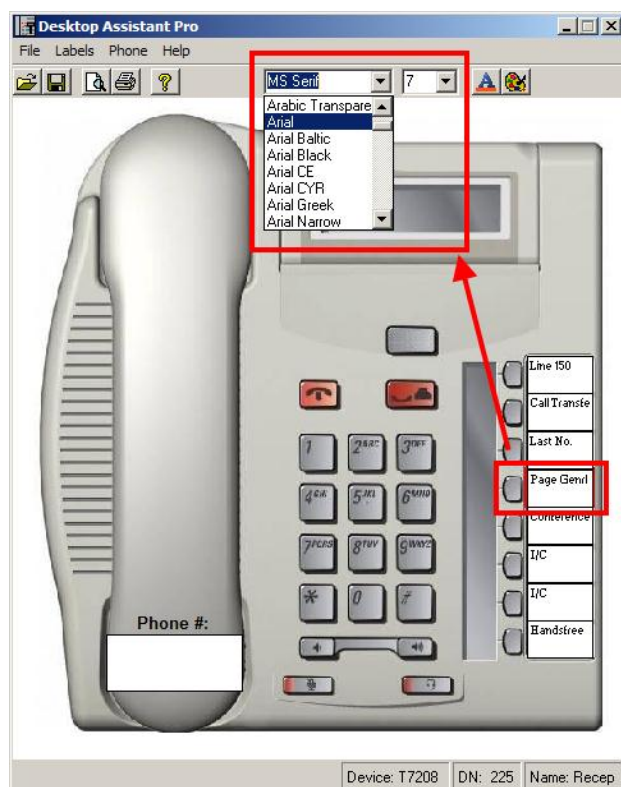 Desktop Assistant Pro
File Labels Phone Help
MS Serif 7
Arabic Transpare
Arial
Arial Baltic
Arial Black
Arial CE
Arial CYR
Arial Greek
Arial Narrow
Line 150
Call Transfe
Last No.
Page Genrl
Conference
I/C
I/C
Handsfree
1 2ABC 3DEF
4GHI 5JKL 6MNO
7PQRS 8TUV 9WXYZ
* 0 #
Phone #:
Device: T7208 DN: 225 Name: Recep